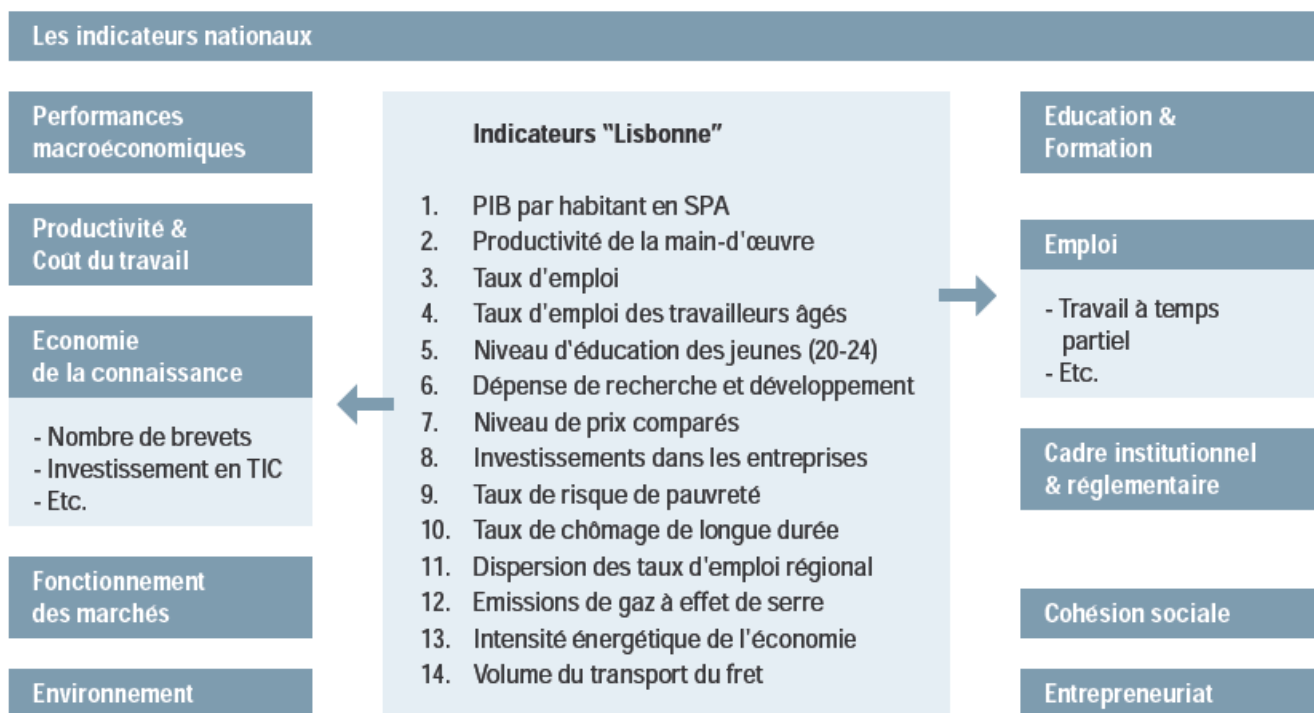 Les indicateurs nationaux
Performances
macroéconomiques
Productivité &
Coût du travail
Economie
de la connaissance
- Nombre de brevets
- Investissement en TIC
- Etc.
Fonctionnement
des marchés
Environnement
Indicateurs "Lisbonne"
1. PIB par habitant en SPA
2. Productivité de la main-d'œuvre
3. Taux d'emploi
4. Taux d'emploi des travailleurs âgés
5. Niveau d'éducation des jeunes (20-24)
6. Dépense de recherche et développement
7. Niveau de prix comparés
8. Investissements dans les entreprises
9. Taux de risque de pauvreté
10. Taux de chômage de longue durée
11. Dispersion des taux d'emploi régional
12. Emissions de gaz à effet de serre
13. Intensité énergétique de l'économie
14. Volume du transport du fret
Education &
Formation
Emploi
- Travail à temps
partiel
- Etc.
Cadre institutionnel
& réglementaire
Cohésion sociale
Entrepreneuriat